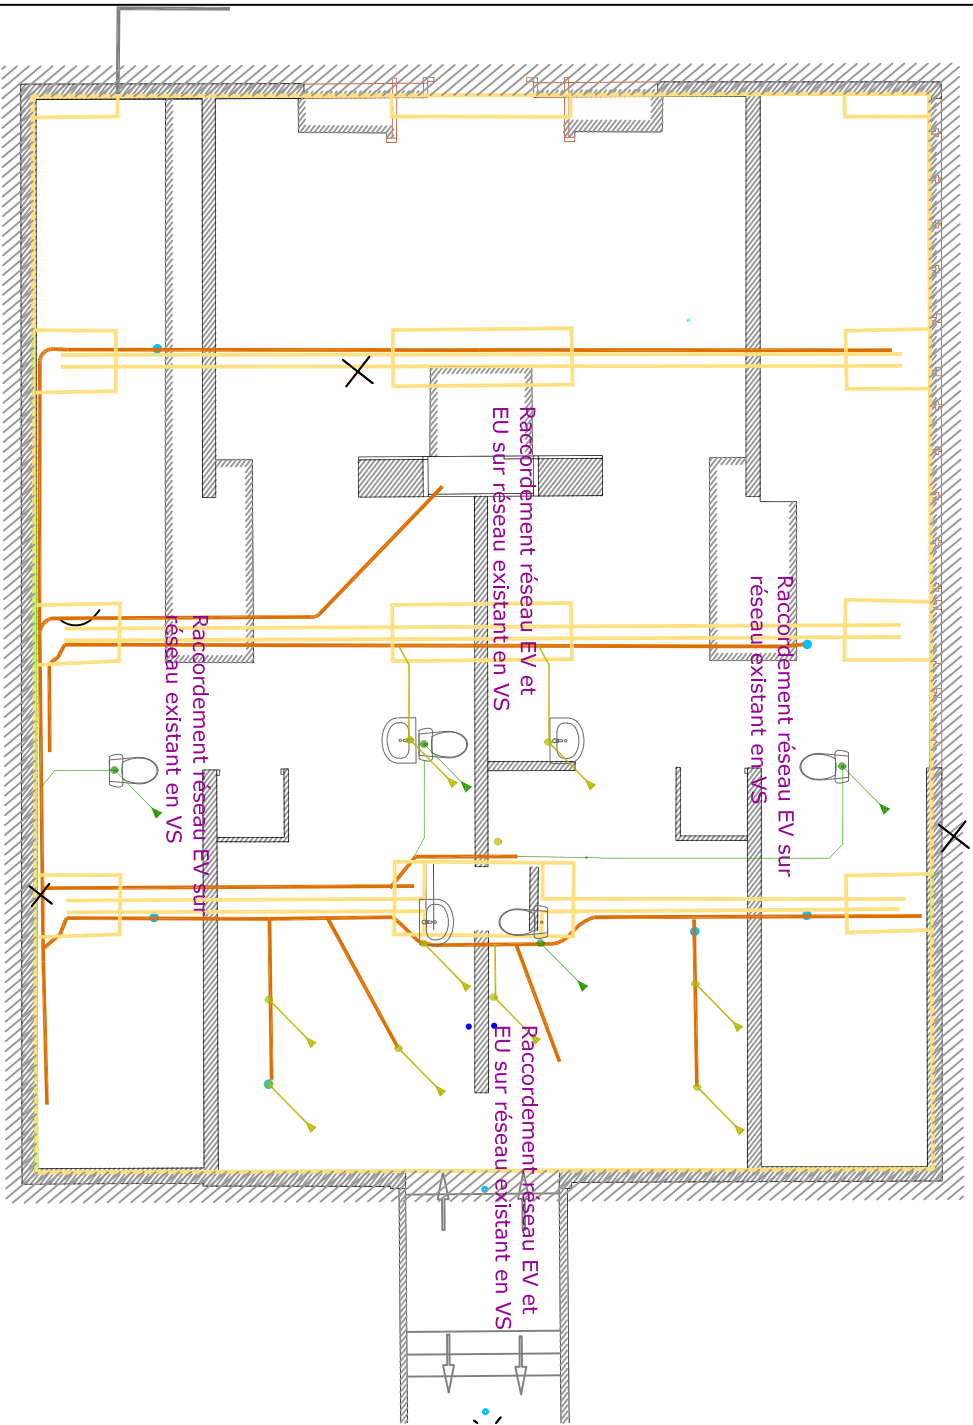 Raccordement réseau EV et
EU sur réseau existant en VS
Raccordement réseau EV sur
réseau existant en VS
Raccordement réseau EV sur
réseau existant en VS
Raccordement réseau EV et
EU sur réseau existant en VS